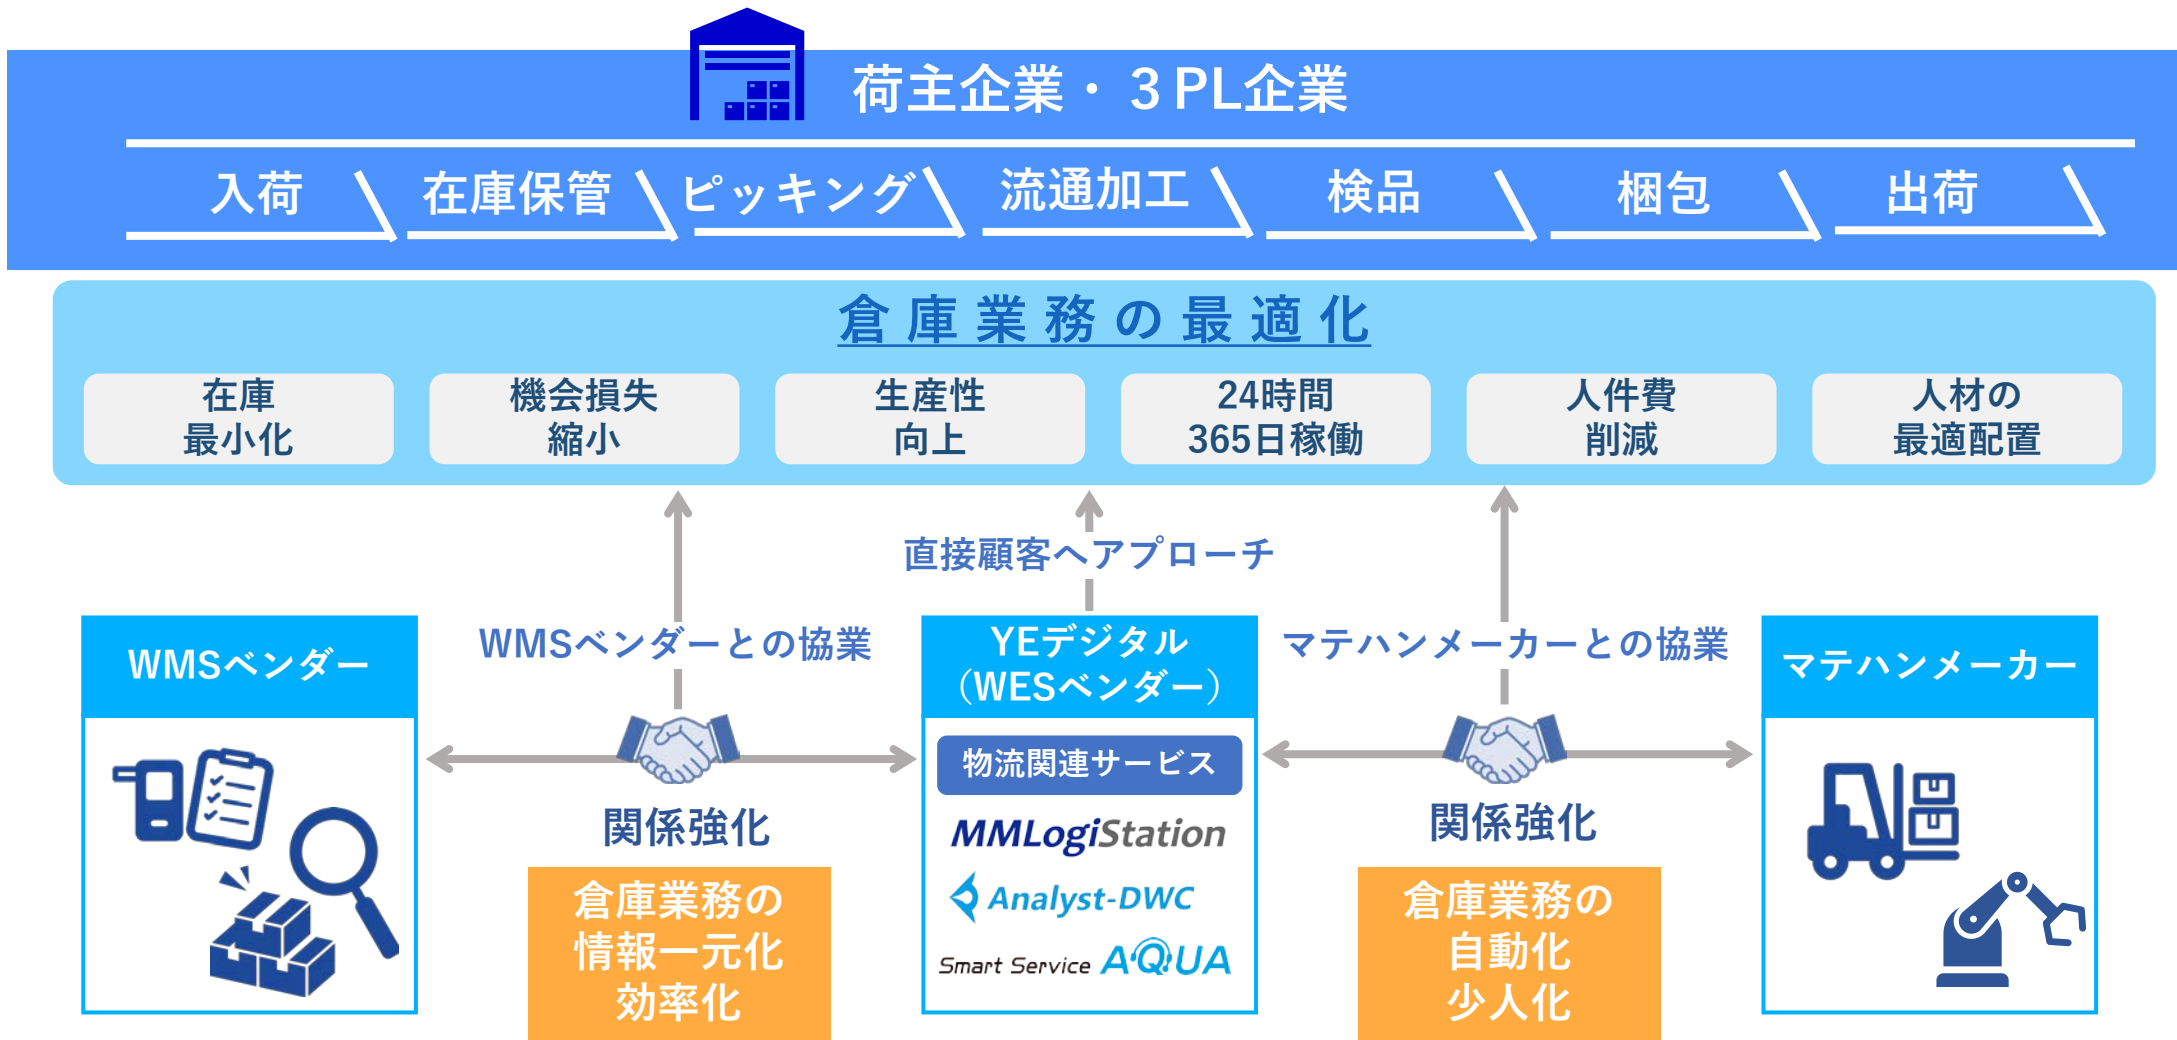 荷主企業・３PL企業
入荷
在庫保管
ピッキング
流通加工
検品
梱包
出荷
倉庫業務の最適化
在庫
最小化
機会損失
縮小
生産性
向上
24時間
365日稼働
人件費
削減
人材の
最適配置
直接顧客へアプローチ
WMSベンダーとの協業
マテハンメーカーとの協業
WMSベンダー
YEデジタル
（WESベンダー）
マテハンメーカー
物流関連サービス
MMLogiStation
Analyst-DWC
Smart Service AQUA
関係強化
関係強化
倉庫業務の
情報一元化
効率化
倉庫業務の
自動化
少人化